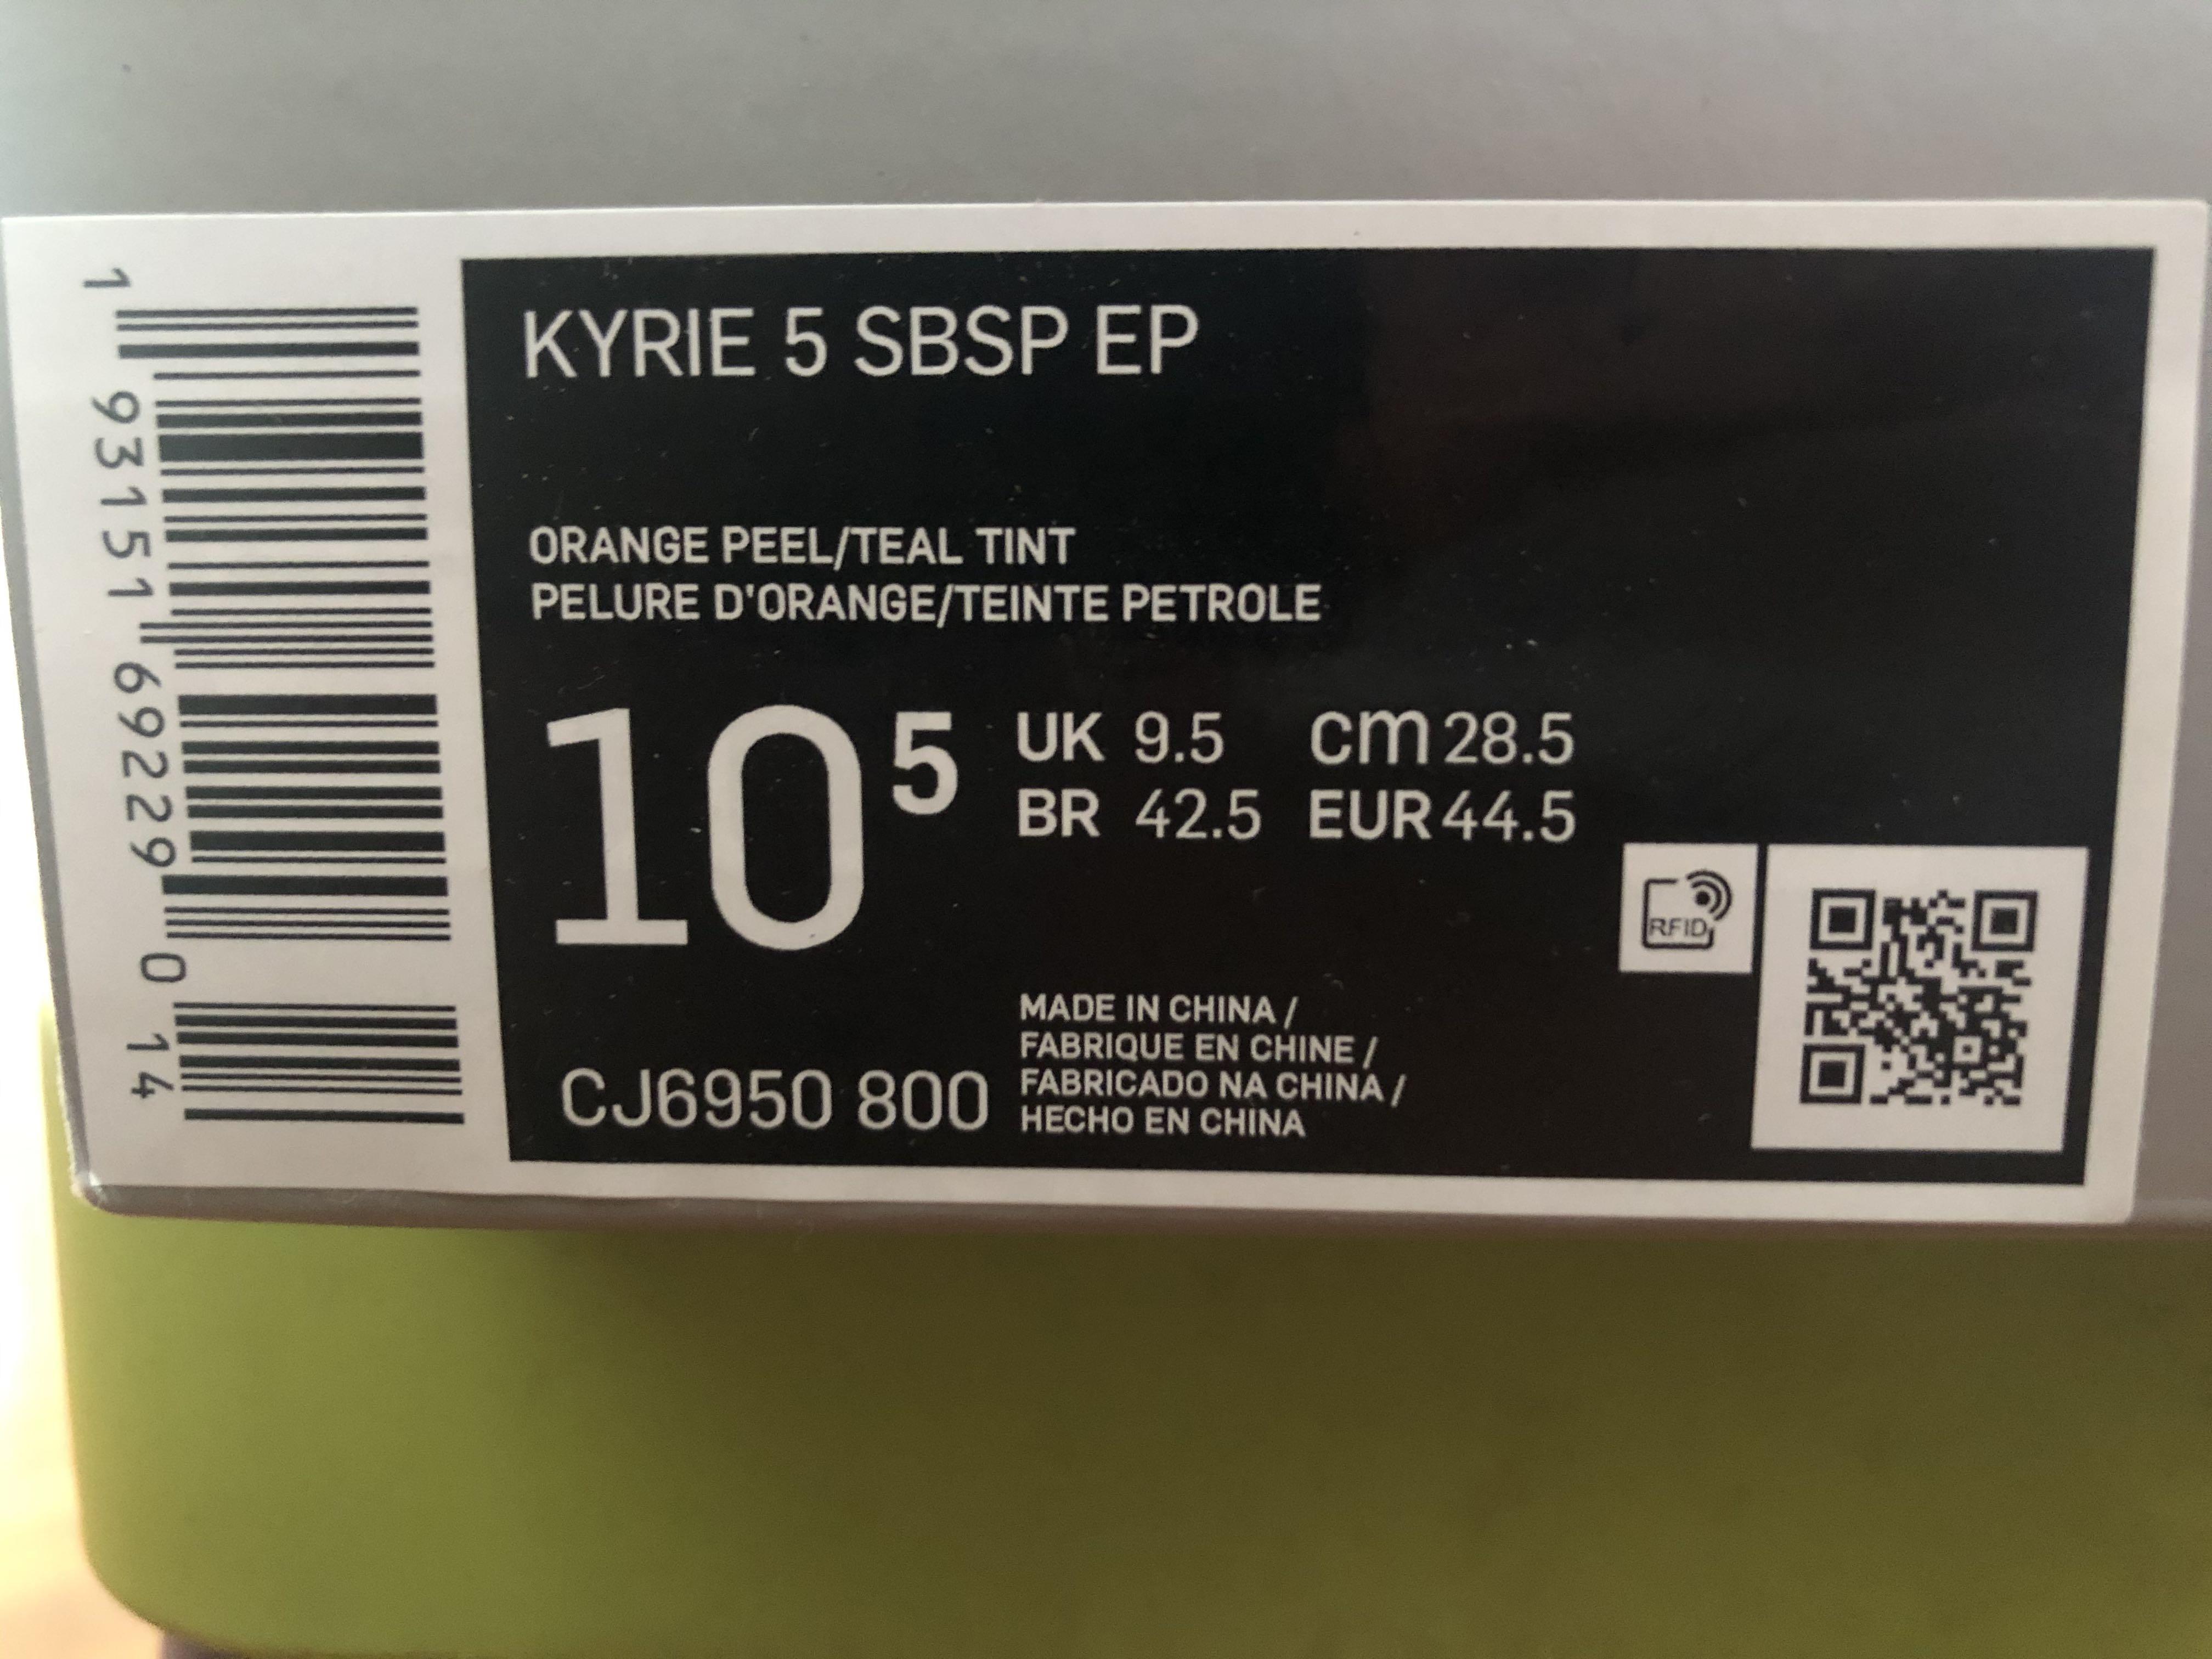 KYRIE 5 SBSP EP
ORANGE PEEL/TEAL TINT
PELURE D'ORANGE/TEINTE PETROLE
10 5
UK 9.5 cm 28.5
BR 42.5 EUR 44.5
RFID
MADE IN CHINA /
FABRIQUE EN CHINE /
FABRICADO NA CHINA /
HECHO EN CHINA
CJ6950 800
1 93151 69229 0 14